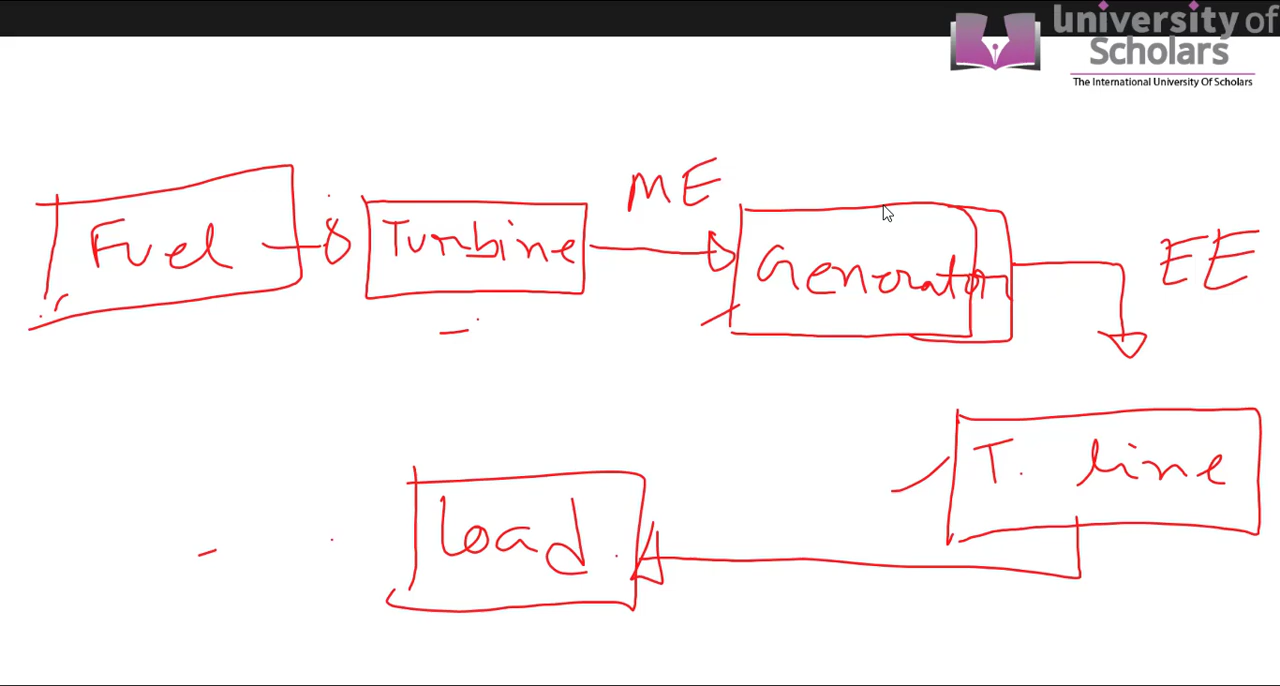 university of
Scholars
The International University Of Scholars
ME
Fuel
Turbine
Generator
EE
T. line
Load